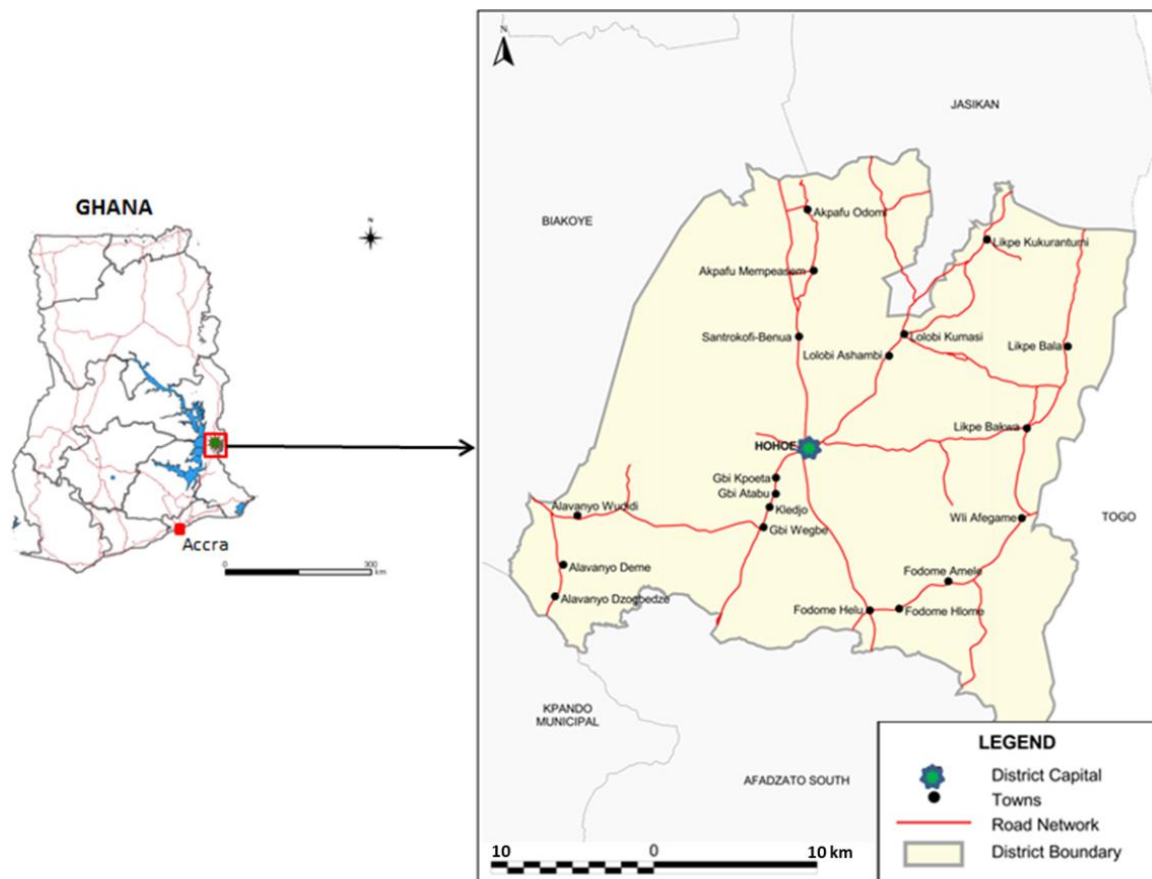 GHANA
N
Accra
0
300
km
N
JASIKAN
BIAKOYE
Akpafu Odomi
Likpe Kukurantumi
Akpafu Mempeasem
Santrokofi-Benua
Lolobi Kumasi
Lolobi Ashambi
Likpe Bala
Likpe Bakwa
HOHOE
Gbi Kpoeta
Gbi Atabu
Kledjo
Gbi Wegbe
Alavanyo Wudidi
Wli Afegame
TOGO
Alavanyo Deme
Fodome Amele
Alavanyo Dzogbedze
Fodome Helu
Fodome Hlome
KPANDO
MUNICIPAL
AFADZATO SOUTH
LEGEND
District Capital
Towns
Road Network
District Boundary
10
0
10 km